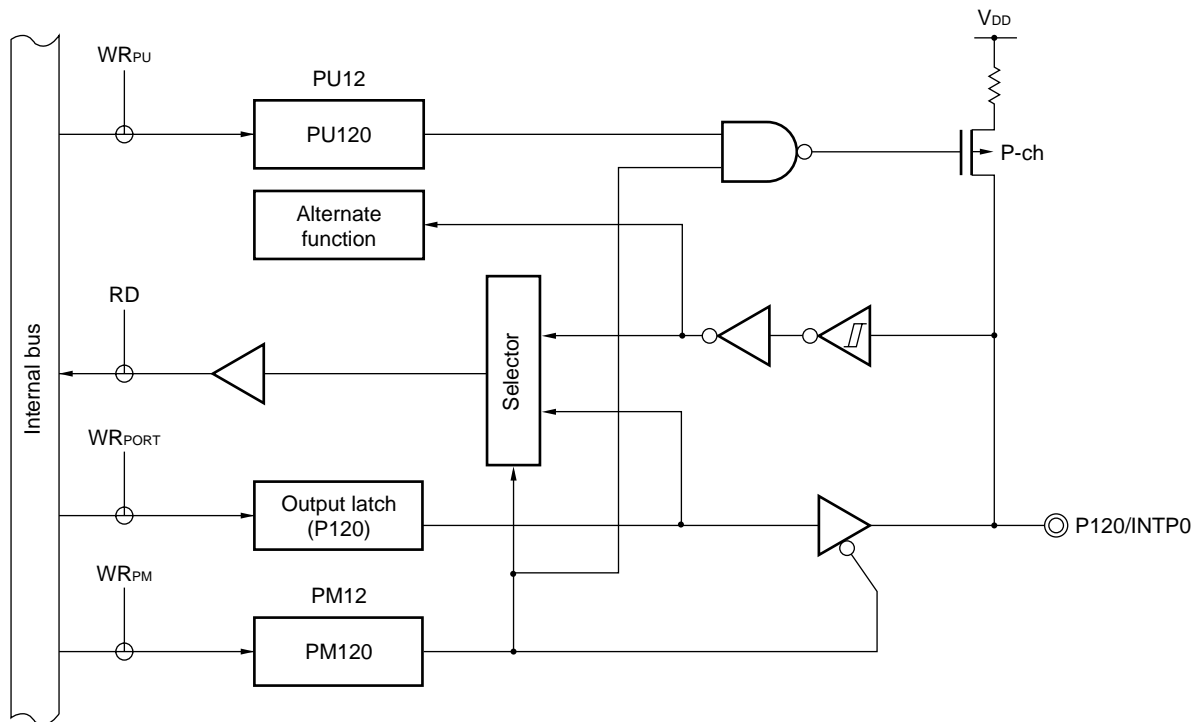 VDD
WRPU
PU12
PU120
P-ch
Alternate
function
RD
Internal bus
Selector
WRPORT
Output latch
(P120)
P120/INTP0
WRPM
PM12
PM120